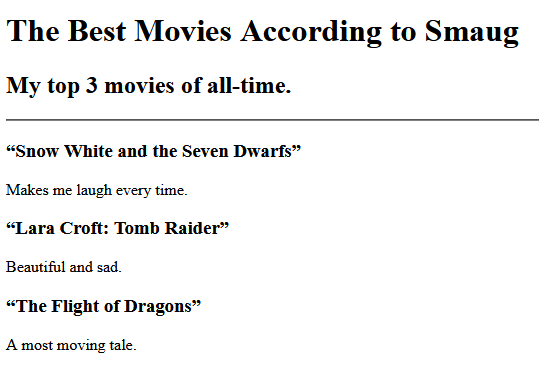 The Best Movies According to Smaug
My top 3 movies of all-time.
“Snow White and the Seven Dwarfs”
Makes me laugh every time.
“Lara Croft: Tomb Raider”
Beautiful and sad.
“The Flight of Dragons”
A most moving tale.